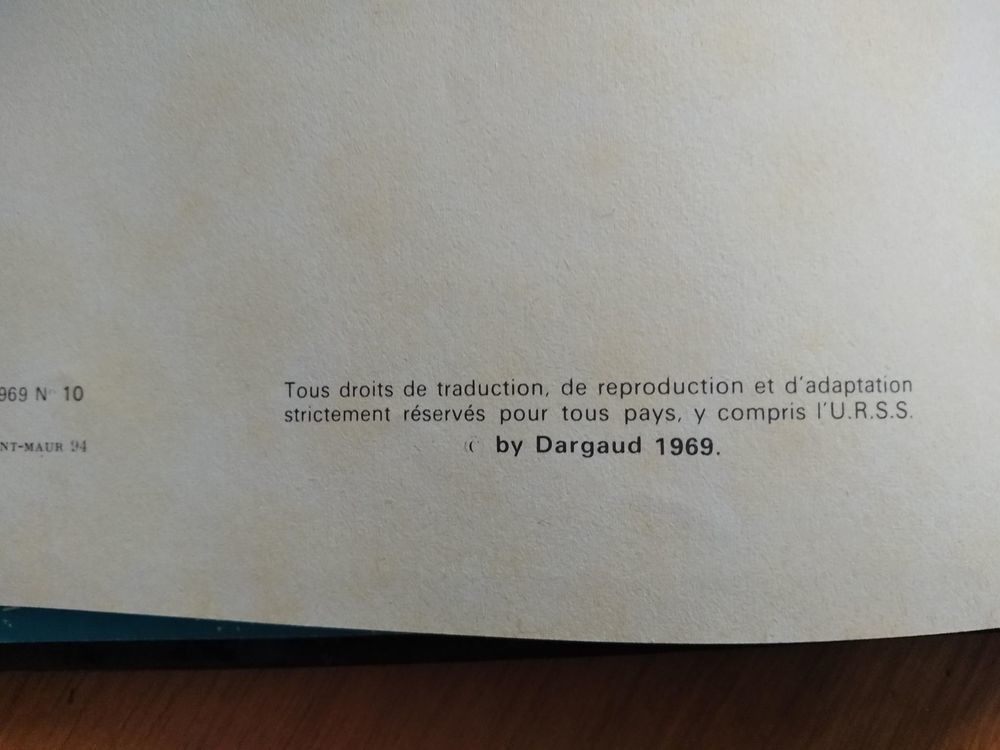 969 N° 10
NT-MAUR 94
Tous droits de traduction, de reproduction et d'adaptation
strictement réservés pour tous pays, y compris l'U.R.S.S.
© by Dargaud 1969.